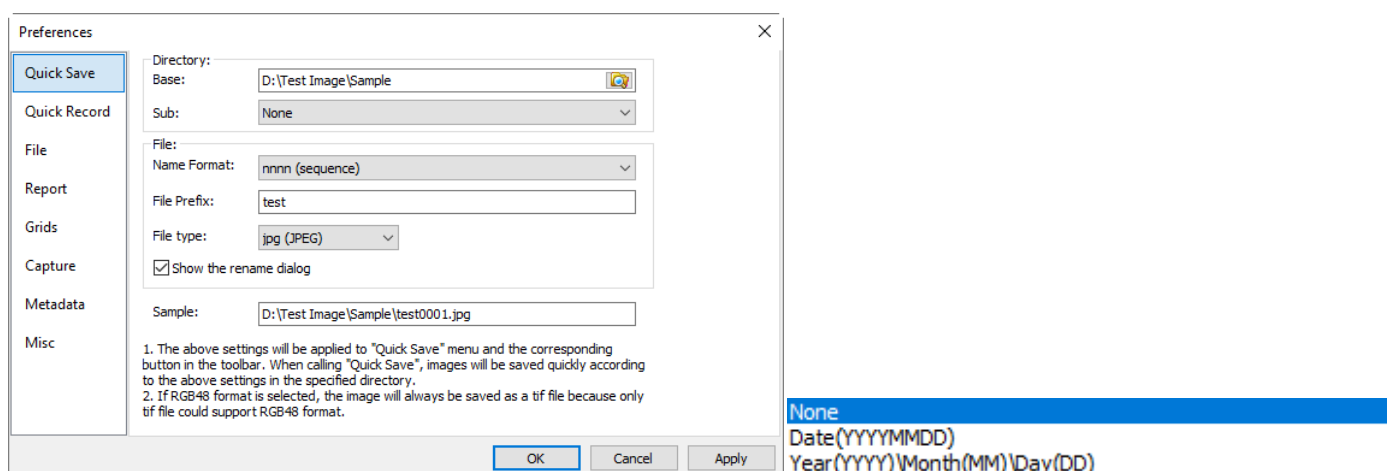 Preferences
Quick Save
Quick Record
File
Report
Grids
Capture
Metadata
Misc
Directory:
Base: D:\Test Image\Sample
Sub: None
File:
Name Format: nnnn (sequence)
File Prefix: test
File type: jpg (JPEG)
Show the rename dialog
Sample: D:\Test Image\Sample\test0001.jpg
1. The above settings will be applied to "Quick Save" menu and the corresponding
button in the toolbar. When calling "Quick Save", images will be saved quickly according
to the above settings in the specified directory.
2. If RGB48 format is selected, the image will always be saved as a tif file because only
tif file could support RGB48 format.
OK Cancel Apply
None
Date(YYYYMMDD)
Year(YYYY)\Month(MM)\Day(DD)